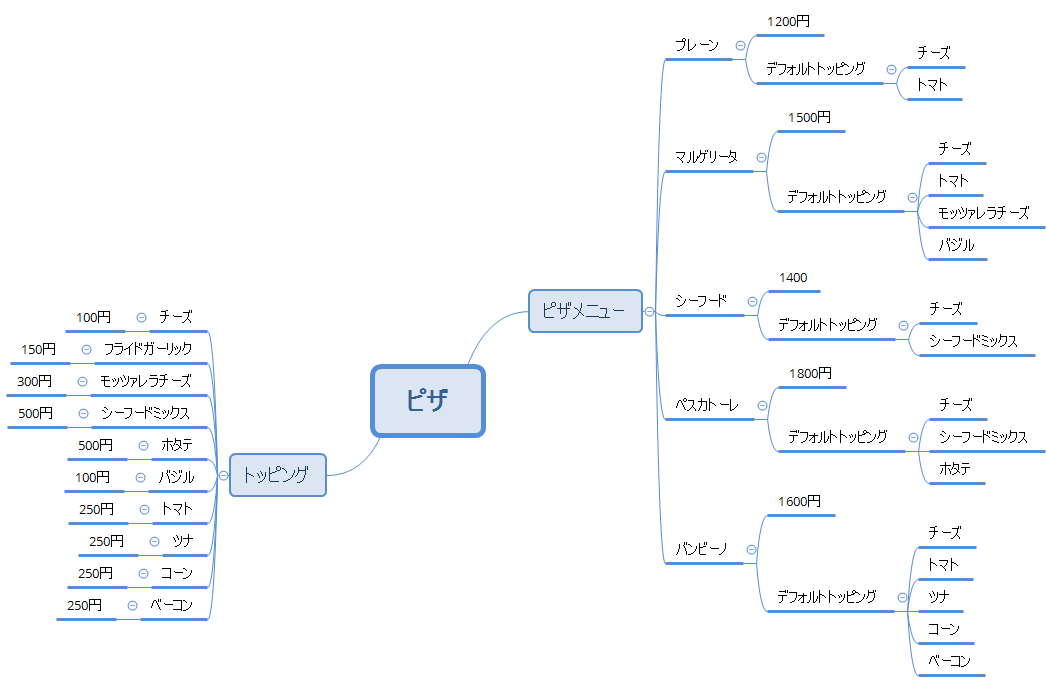 ピザ
ピザメニュー
プレーン
1200円
デフォルトトッピング
チーズ
トマト
マルゲリータ
1500円
デフォルトトッピング
チーズ
トマト
モッツァレラチーズ
バジル
シーフード
1400
デフォルトトッピング
チーズ
シーフードミックス
ペスカトーレ
1800円
デフォルトトッピング
チーズ
シーフードミックス
ホタテ
バンビーノ
1600円
デフォルトトッピング
チーズ
トマト
ツナ
コーン
ベーコン
トッピング
チーズ
100円
フライドガーリック
150円
モッツァレラチーズ
300円
シーフードミックス
500円
ホタテ
500円
バジル
100円
トマト
250円
ツナ
250円
コーン
250円
ベーコン
250円